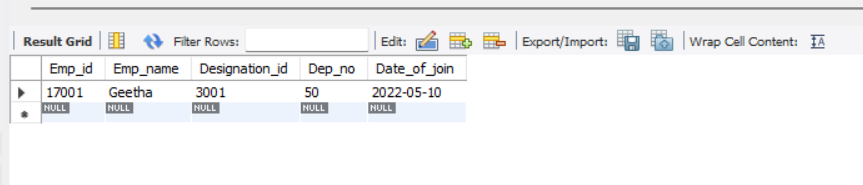 Result Grid Filter Rows: Edit: Export/Import: Wrap Cell Content: IA
Emp_id Emp_name Designation_id Dep_no Date_of_join
17001 Geetha 3001 50 2022-05-10
NULL NULL NULL NULL NULL